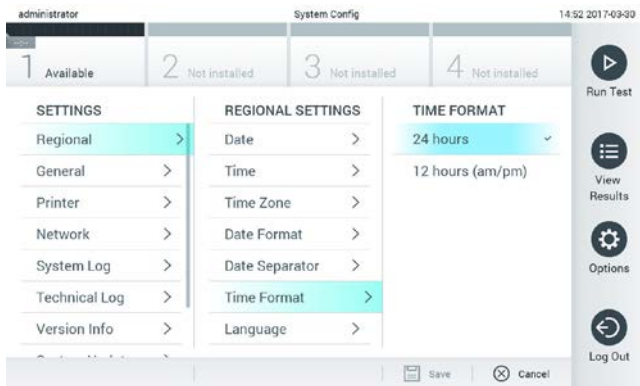 administrator System Config 14:52 2017-03-30
1 Available 2 Not installed 3 Not installed 4 Not installed
Run Test
View
Results
Options
Log Out
SETTINGS
Regional
General
Printer
Network
System Log
Technical Log
Version Info
REGIONAL SETTINGS
Date
Time
Time Zone
Date Format
Date Separator
Time Format
Language
TIME FORMAT
24 hours
12 hours (am/pm)
Save Cancel